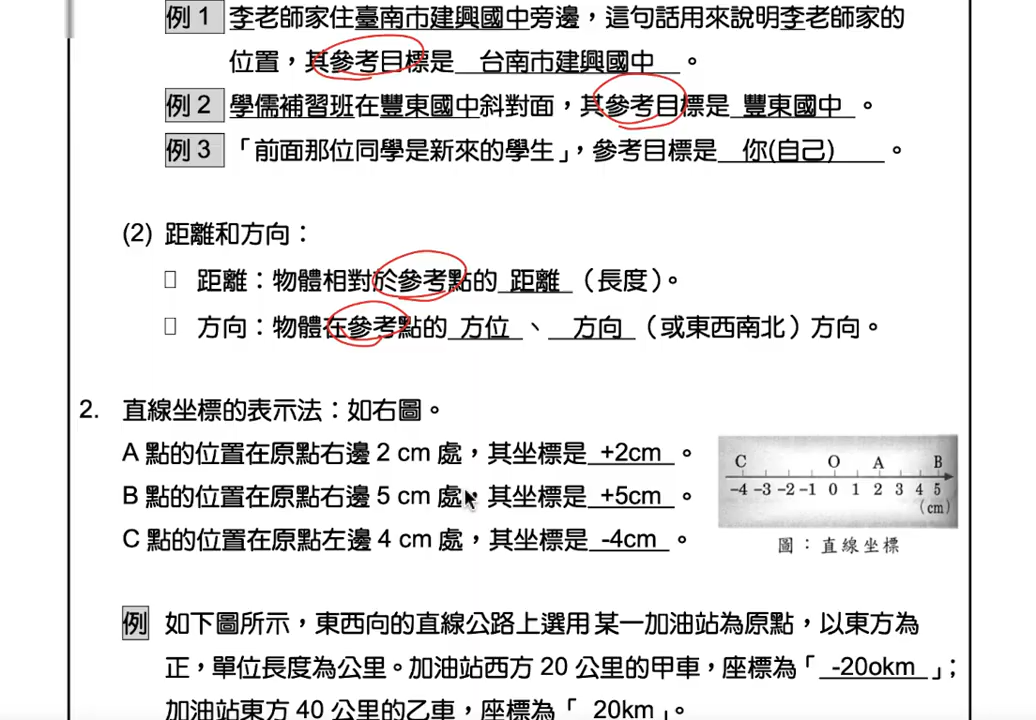 例 1 李老師家住臺南市建興國中旁邊，這句話用來說明李老師家的
位置，其參考目標是 台南市建興國中 。
例 2 學儒補習班在豐東國中斜對面，其參考目標是 豐東國中 。
例 3 「前面那位同學是新來的學生」，參考目標是 你(自己) 。
(2) 距離和方向：
距離：物體相對於參考點的 距離 （長度）。
方向：物體在參考點的 方位 、 方向 （或東西南北）方向。
2. 直線坐標的表示法：如右圖。
A 點的位置在原點右邊 2 cm 處，其坐標是 +2cm 。
B 點的位置在原點右邊 5 cm 處，其坐標是 +5cm 。
C 點的位置在原點左邊 4 cm 處，其坐標是 -4cm 。
C O A B
-4 -3 -2 -1 0 1 2 3 4 5
(cm)
圖：直線坐標
例 如下圖所示，東西向的直線公路上選用某一加油站為原點，以東方為
正，單位長度為公里。加油站西方 20 公里的甲車，座標為「 -20okm 」；
加油站東方 40 公里的乙車，座標為「 20km 」。